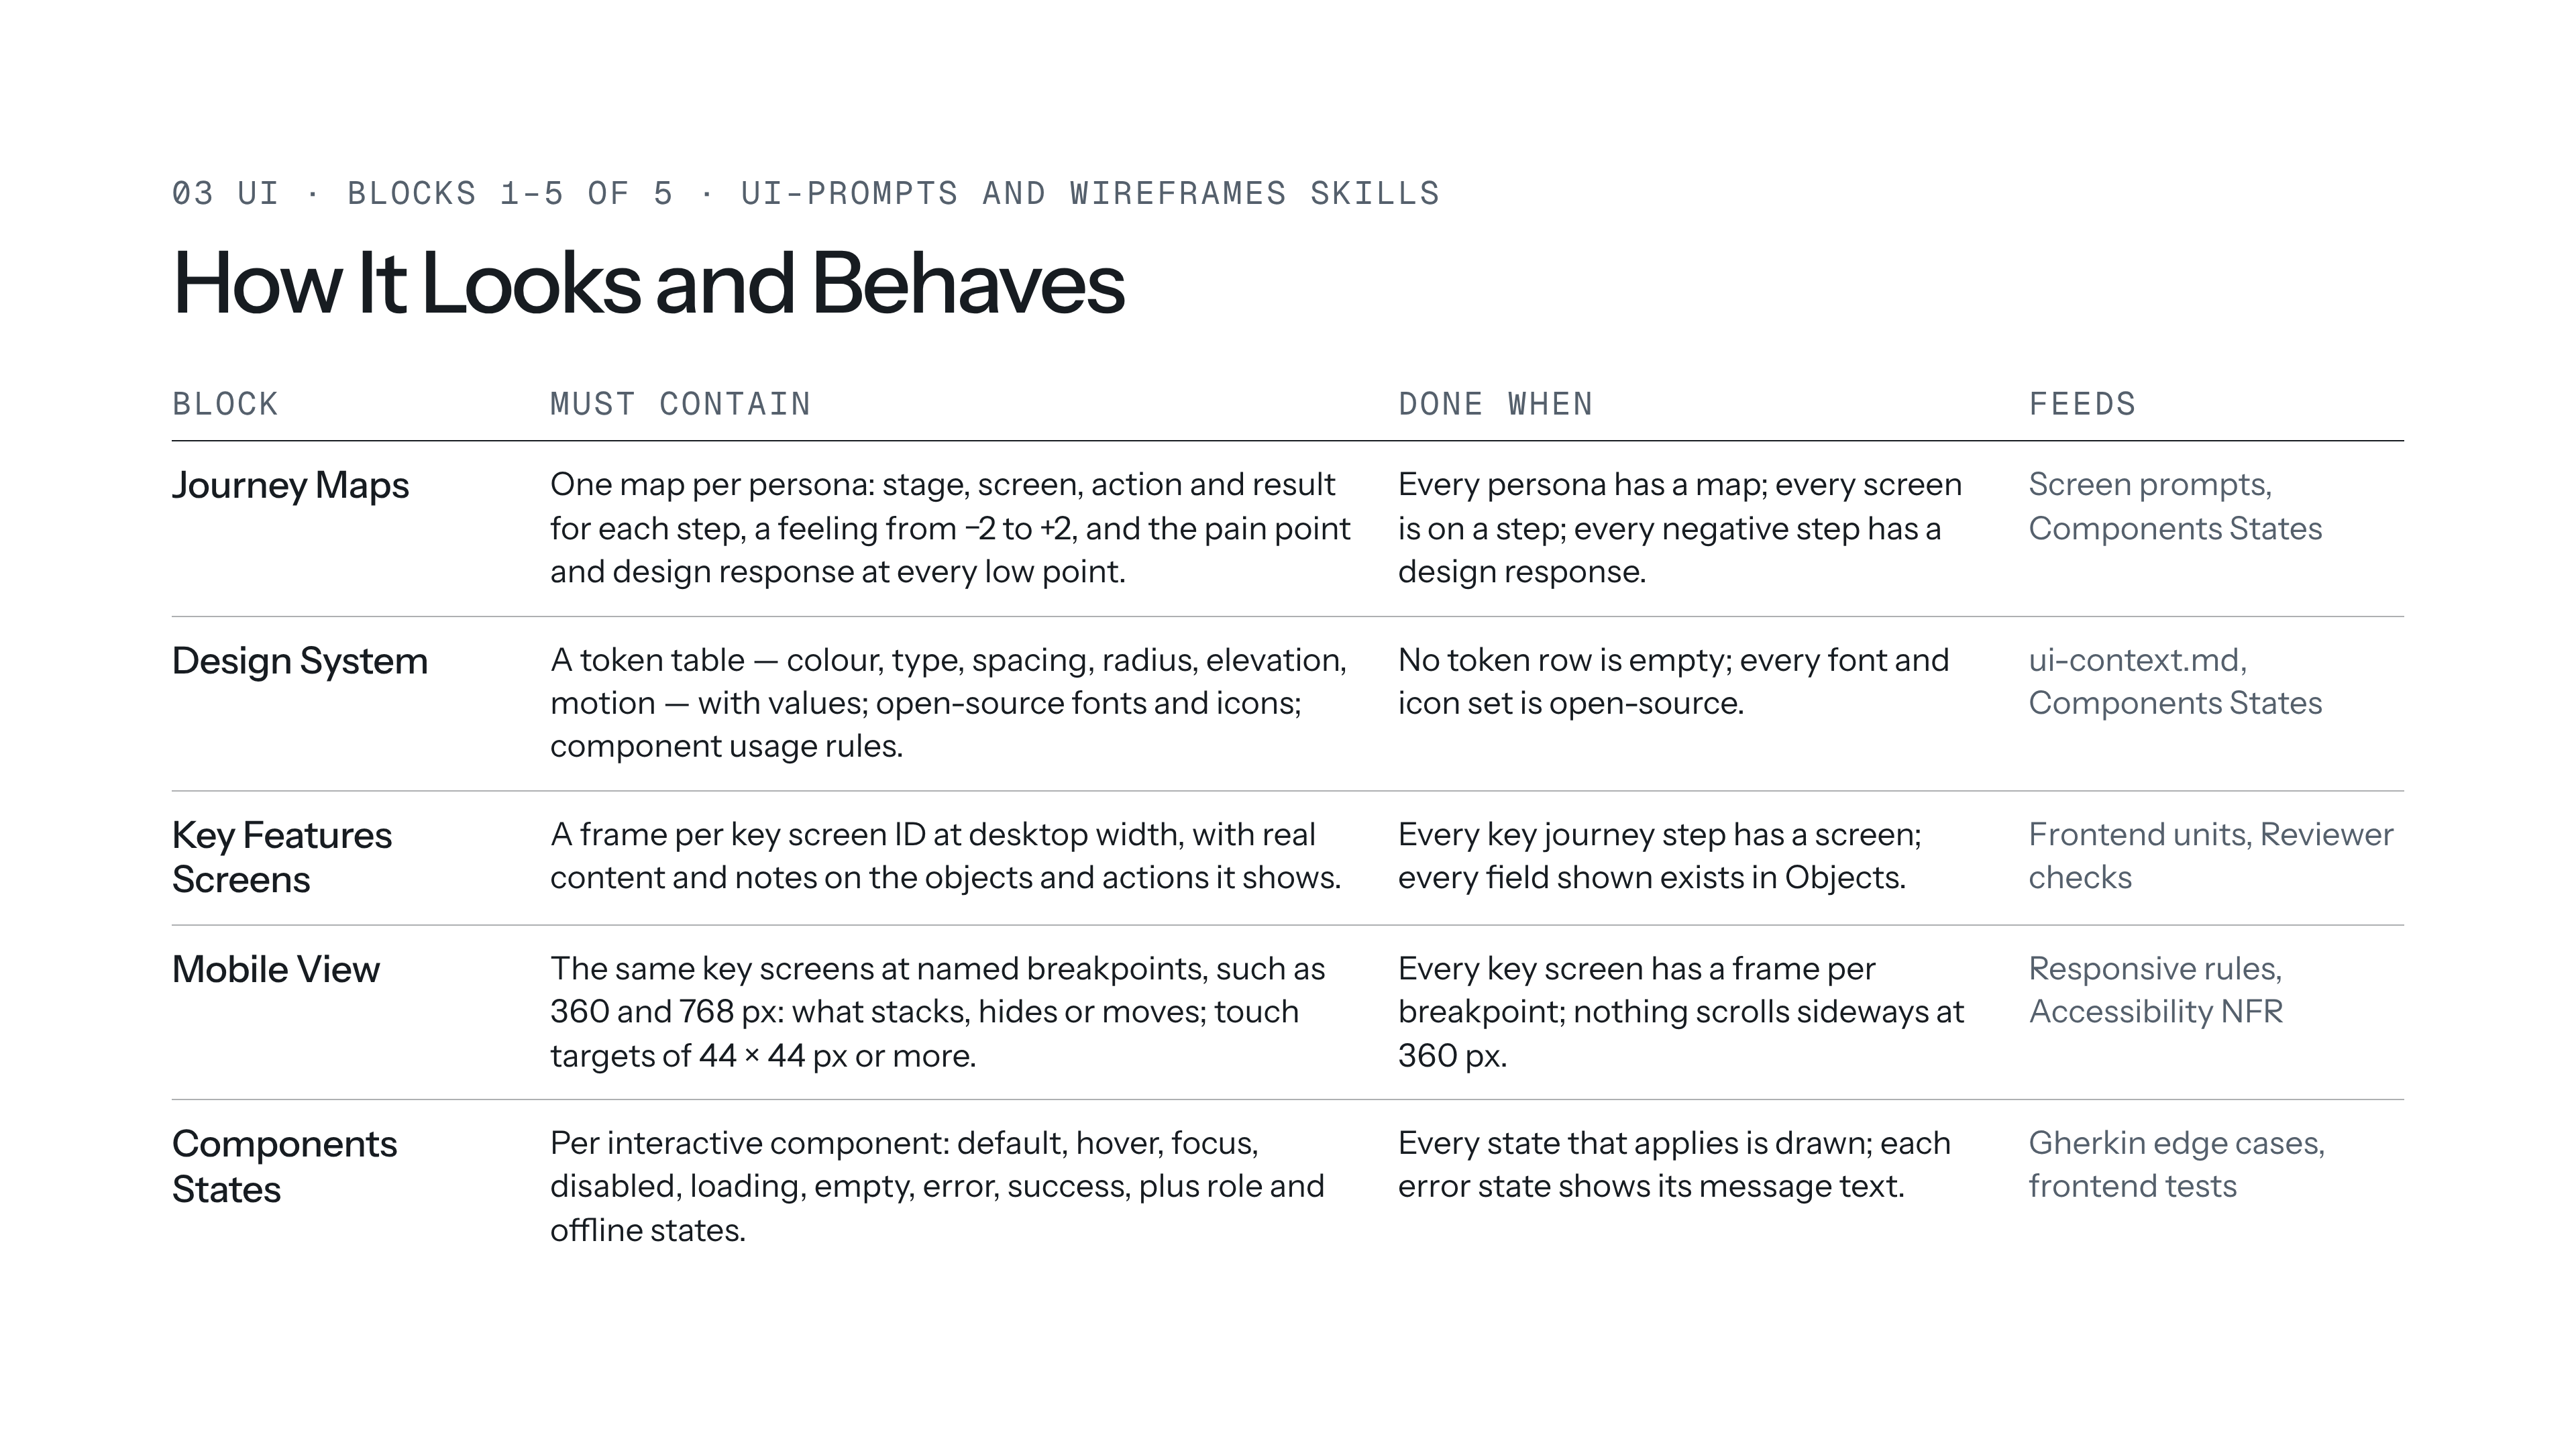 03 UI · BLOCKS 1–5 OF 5 · UI-PROMPTS AND WIREFRAMES SKILLS
How It Looks and Behaves
BLOCK
MUST CONTAIN
DONE WHEN
FEEDS
Journey Maps
One map per persona: stage, screen, action and result
for each step, a feeling from −2 to +2, and the pain point
and design response at every low point.
Every persona has a map; every screen
is on a step; every negative step has a
design response.
Screen prompts,
Components States
Design System
A token table — colour, type, spacing, radius, elevation,
motion — with values; open-source fonts and icons;
component usage rules.
No token row is empty; every font and
icon set is open-source.
ui-context.md,
Components States
Key Features
Screens
A frame per key screen ID at desktop width, with real
content and notes on the objects and actions it shows.
Every key journey step has a screen;
every field shown exists in Objects.
Frontend units, Reviewer
checks
Mobile View
The same key screens at named breakpoints, such as
360 and 768 px: what stacks, hides or moves; touch
targets of 44 × 44 px or more.
Every key screen has a frame per
breakpoint; nothing scrolls sideways at
360 px.
Responsive rules,
Accessibility NFR
Components
States
Per interactive component: default, hover, focus,
disabled, loading, empty, error, success, plus role and
offline states.
Every state that applies is drawn; each
error state shows its message text.
Gherkin edge cases,
frontend tests